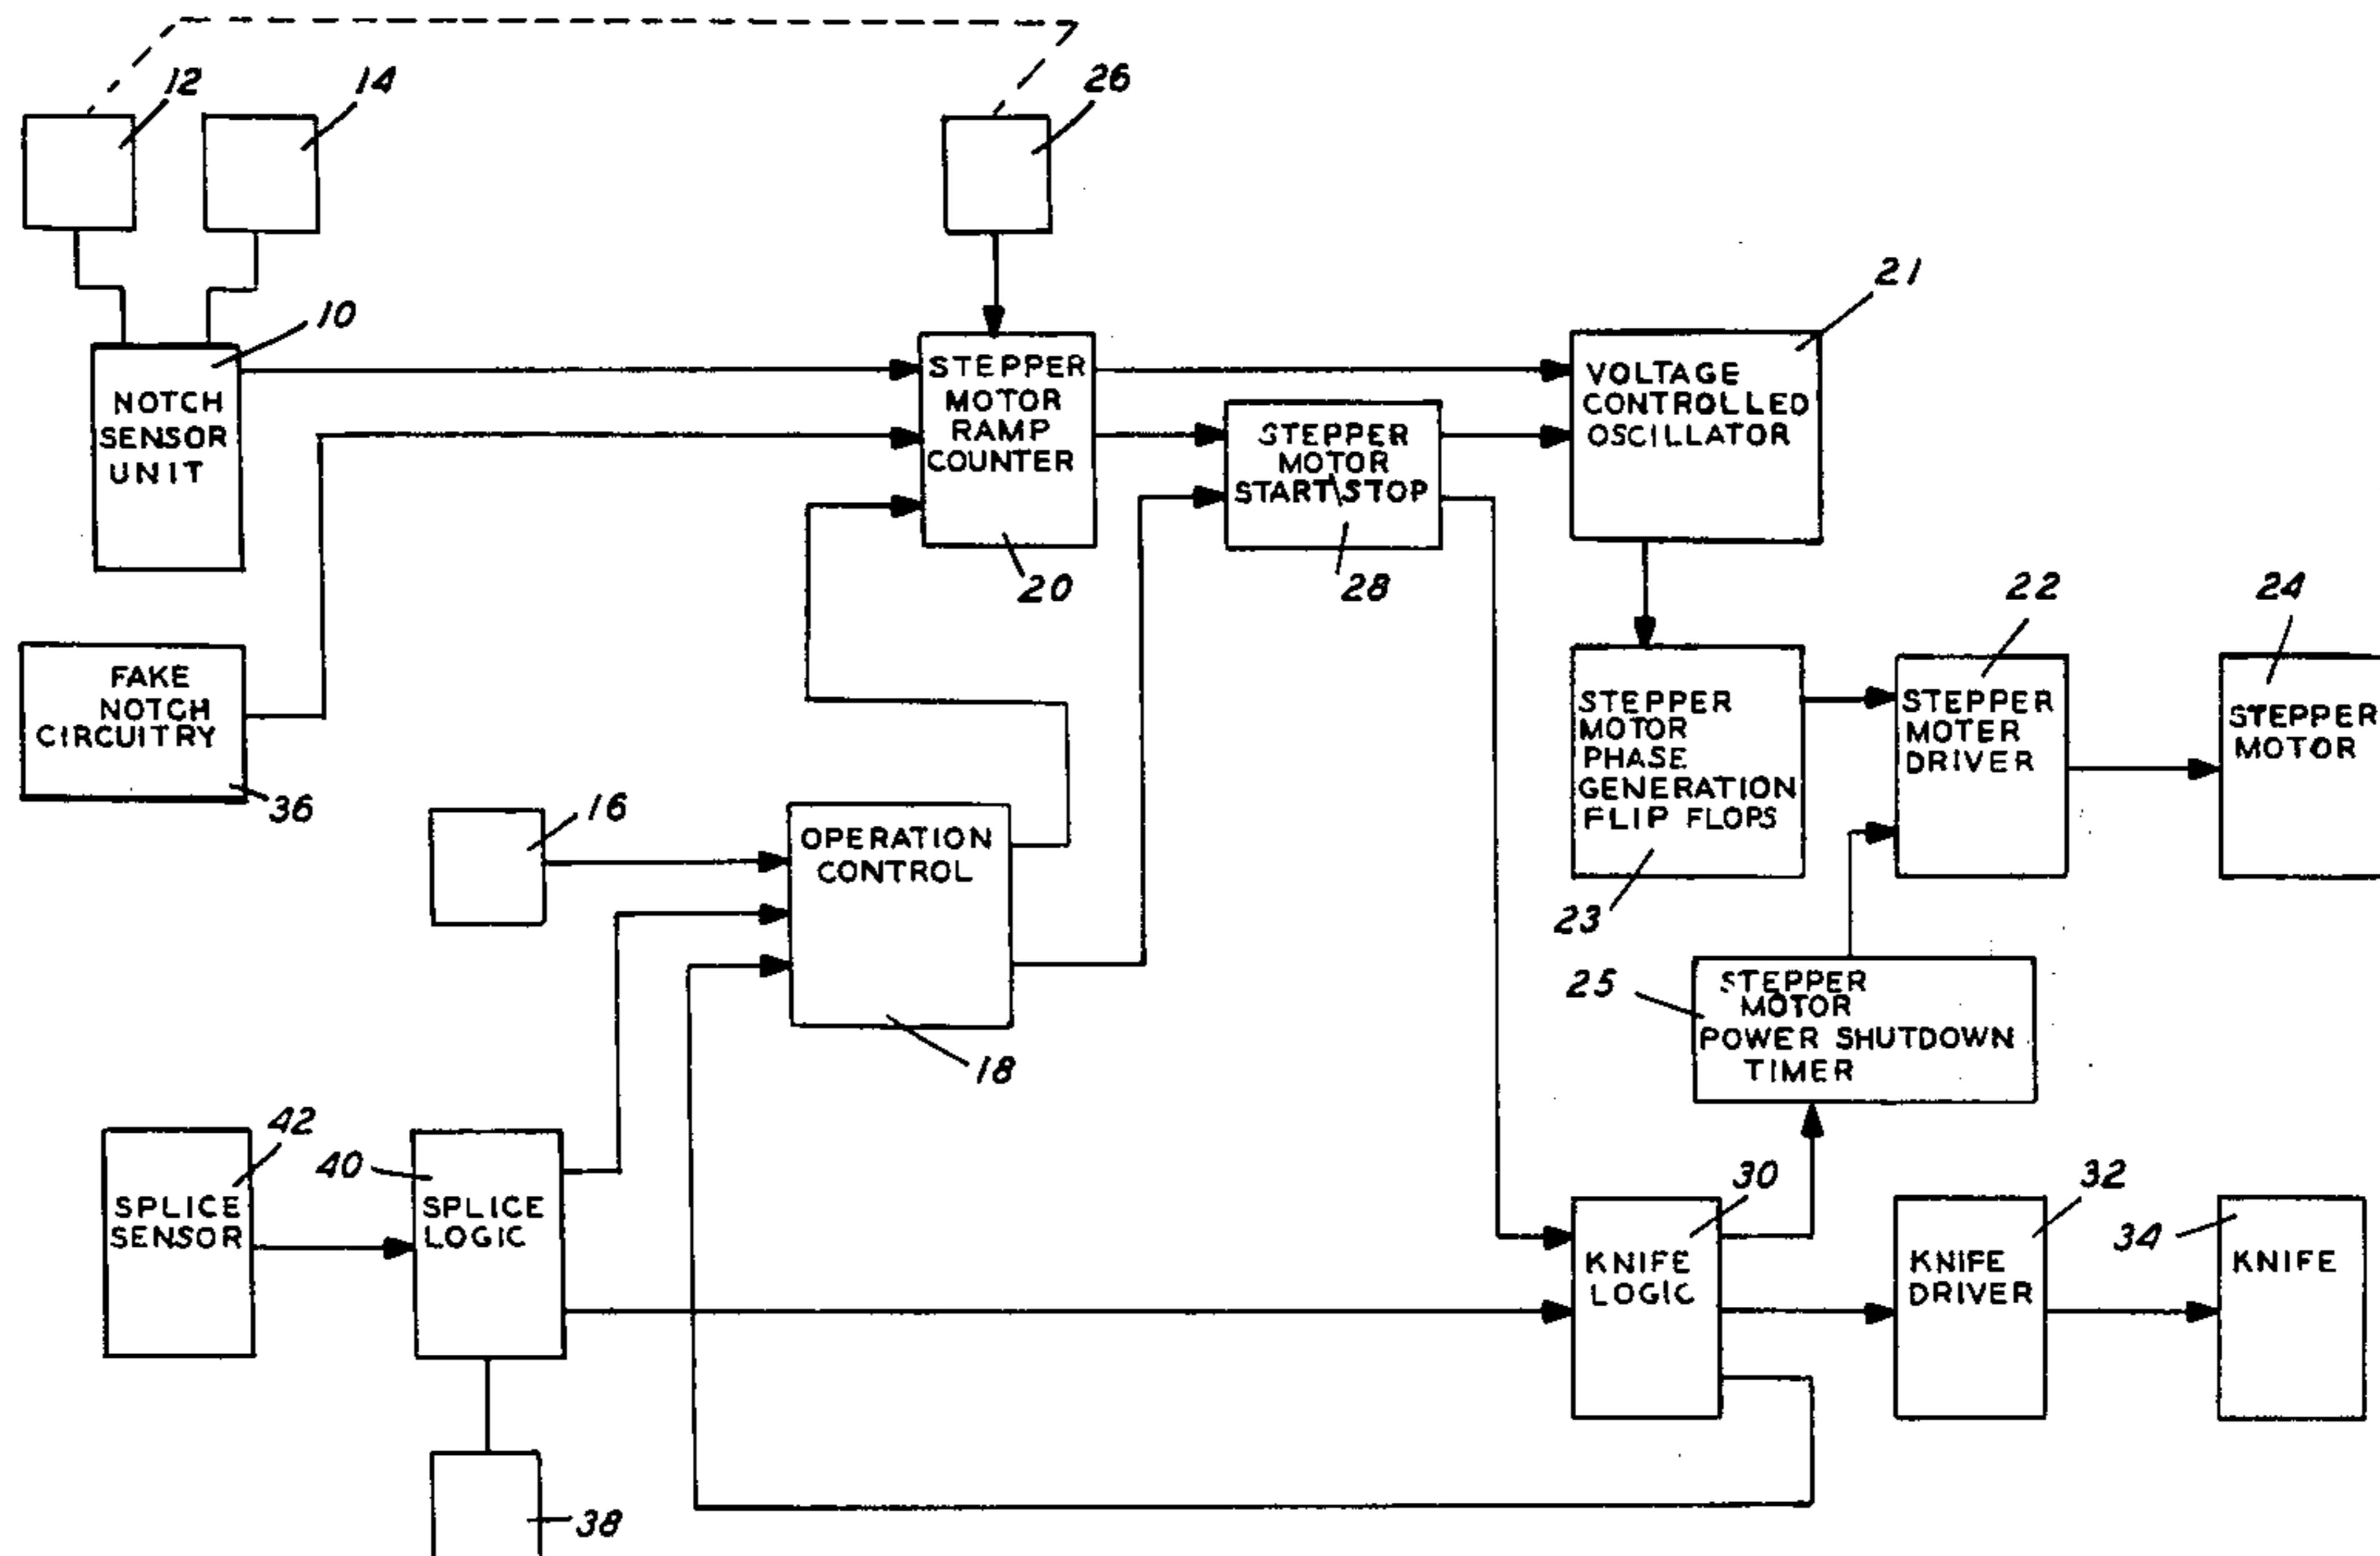 12
14
26
10
NOTCH
SENSOR
UNIT
STEPPER
MOTOR
RAMP
COUNTER
20
STEPPER
MOTOR
START\STOP
28
21
VOLTAGE
CONTROLLED
OSCILLATOR
FAKE
NOTCH
CIRCUITRY
36
16
OPERATION
CONTROL
18
STEPPER
MOTOR
PHASE
GENERATION
FLIP FLOPS
23
22
STEPPER
MOTER
DRIVER
24
STEPPER
MOTOR
25
STEPPER
MOTOR
POWER SHUTDOWN
TIMER
42
SPLICE
SENSOR
40
SPLICE
LOGIC
38
30
KNIFE
LOGIC
32
KNIFE
DRIVER
34
KNIFE